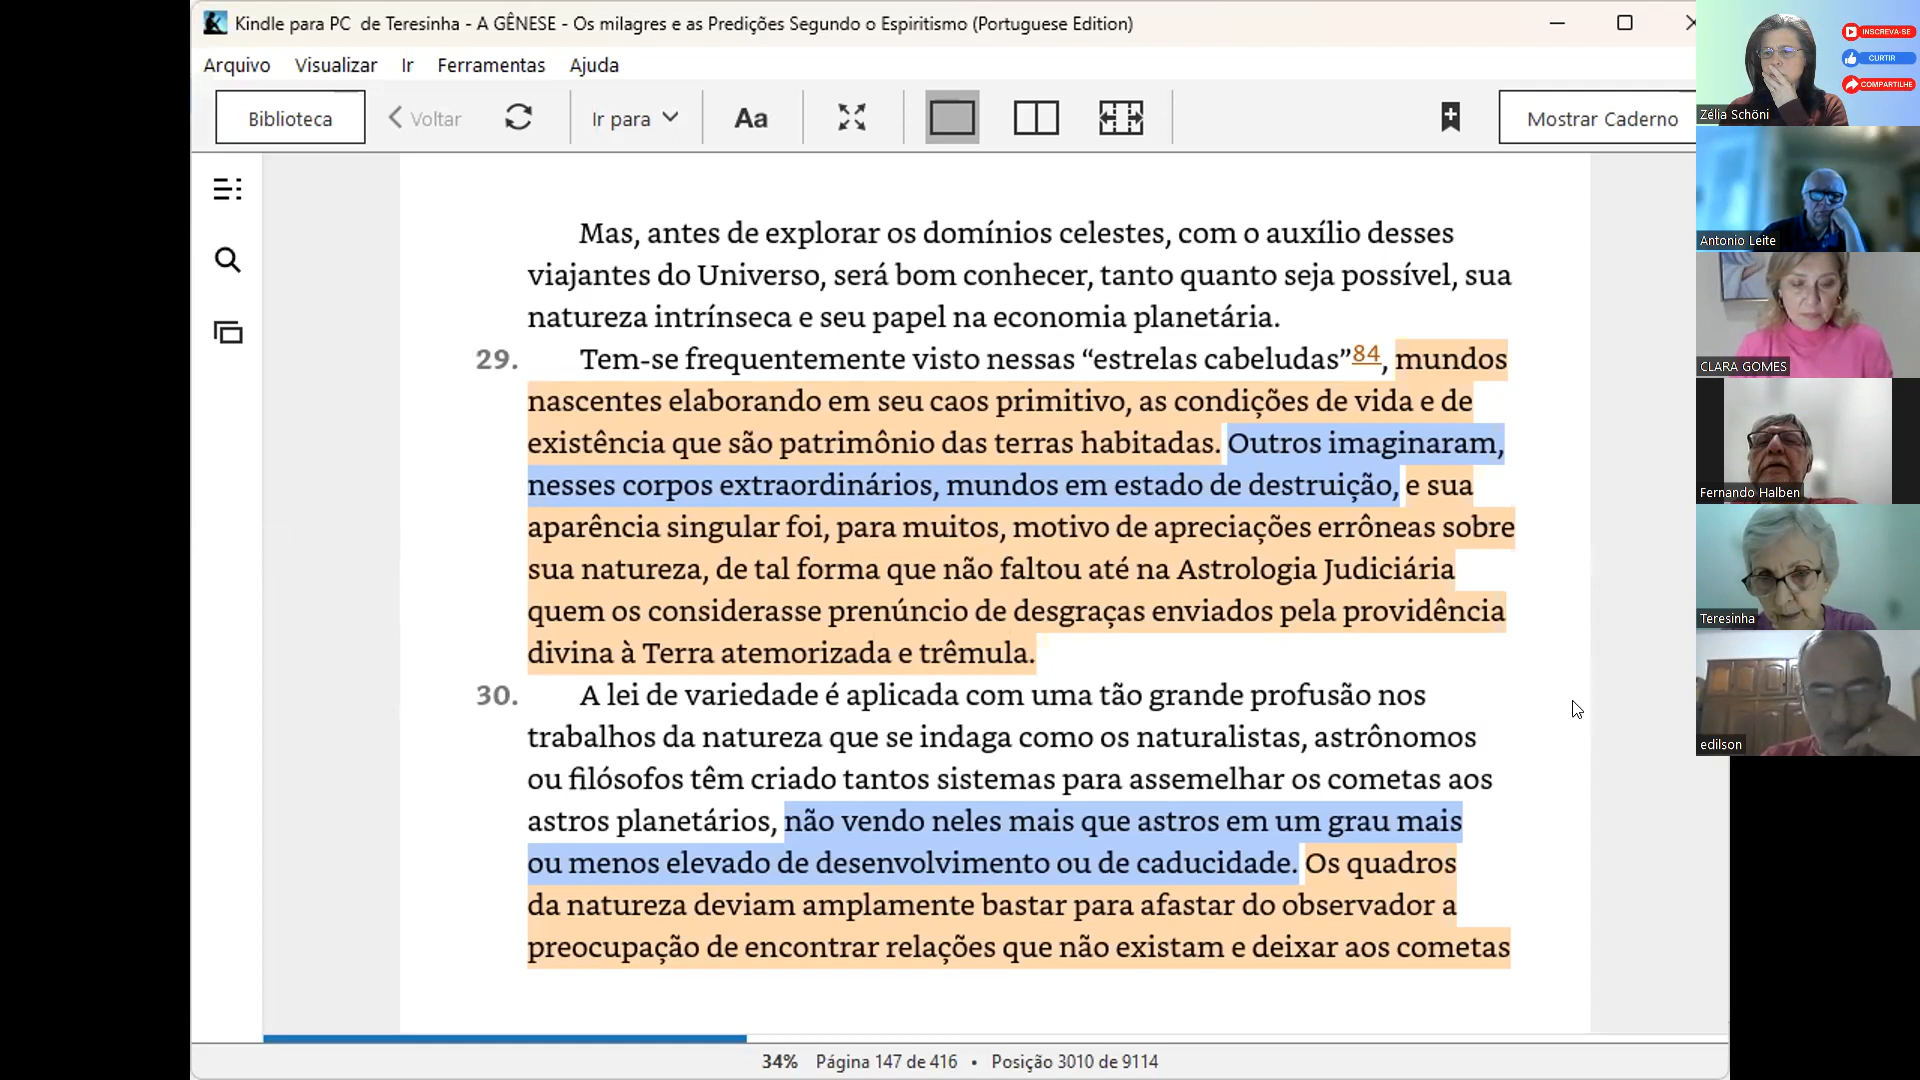 Kindle para PC de Teresinha - A GÊNESE - Os milagres e as Predições Segundo o Espiritismo (Portuguese Edition)
Arquivo Visualizar Ir Ferramentas Ajuda
Biblioteca Voltar Ir para Aa Mostrar Caderno
Mas, antes de explorar os domínios celestes, com o auxílio desses
viajantes do Universo, será bom conhecer, tanto quanto seja possível, sua
natureza intrínseca e seu papel na economia planetária.
29. Tem-se frequentemente visto nessas “estrelas cabeludas”84, mundos
nascentes elaborando em seu caos primitivo, as condições de vida e de
existência que são patrimônio das terras habitadas. Outros imaginaram,
nesses corpos extraordinários, mundos em estado de destruição, e sua
aparência singular foi, para muitos, motivo de apreciações errôneas sobre
sua natureza, de tal forma que não faltou até na Astrologia Judiciária
quem os considerasse prenúncio de desgraças enviados pela providência
divina à Terra atemorizada e trêmula.
30. A lei de variedade é aplicada com uma tão grande profusão nos
trabalhos da natureza que se indaga como os naturalistas, astrônomos
ou filósofos têm criado tantos sistemas para assemelhar os cometas aos
astros planetários, não vendo neles mais que astros em um grau mais
ou menos elevado de desenvolvimento ou de caducidade. Os quadros
da natureza deviam amplamente bastar para afastar do observador a
preocupação de encontrar relações que não existam e deixar aos cometas
34% Página 147 de 416 • Posição 3010 de 9114
INSCREVA-SE
CURTIR
COMPARTILHE
Zélia Schöni
Antonio Leite
CLARA GOMES
Fernando Halben
Teresinha
edilson